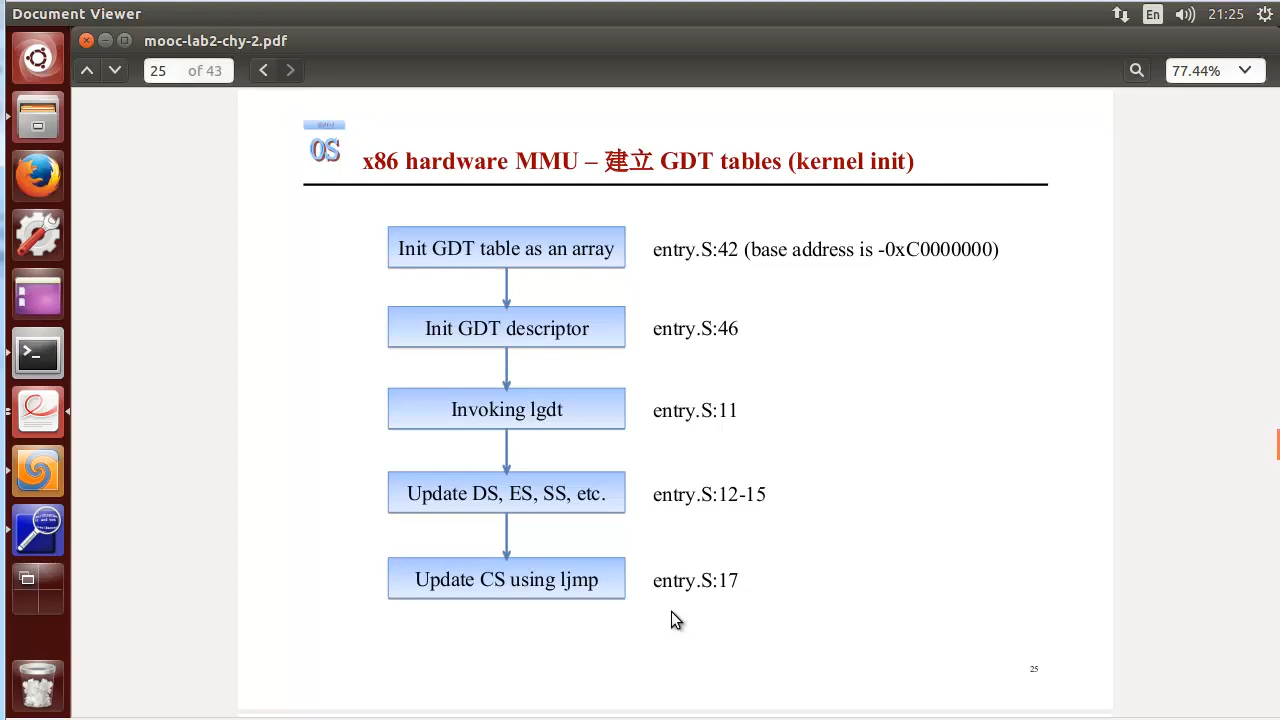 Document Viewer
En
21:25
mooc-lab2-chy-2.pdf
25 of 43
77.44%
OS
x86 hardware MMU – 建立 GDT tables (kernel init)
Init GDT table as an array
entry.S:42 (base address is -0xC0000000)
Init GDT descriptor
entry.S:46
Invoking lgdt
entry.S:11
Update DS, ES, SS, etc.
entry.S:12-15
Update CS using ljmp
entry.S:17
25